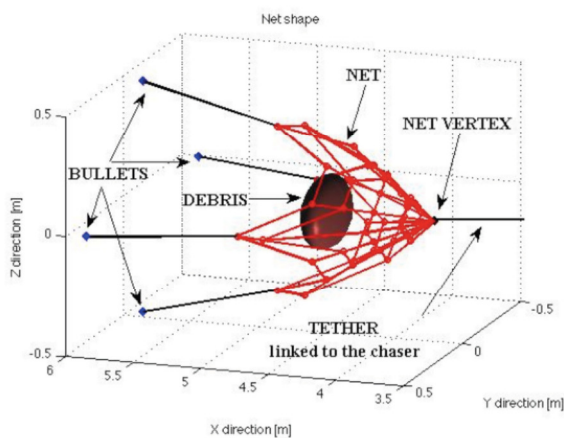 Net shape
NET
NET VERTEX
BULLETS
DEBRIS
TETHER
linked to the chaser
Z direction [m]
0.5
0
-0.5
6
5.5
5
4.5
4
3.5
X direction [m]
0.5
0
-0.5
Y direction [m]